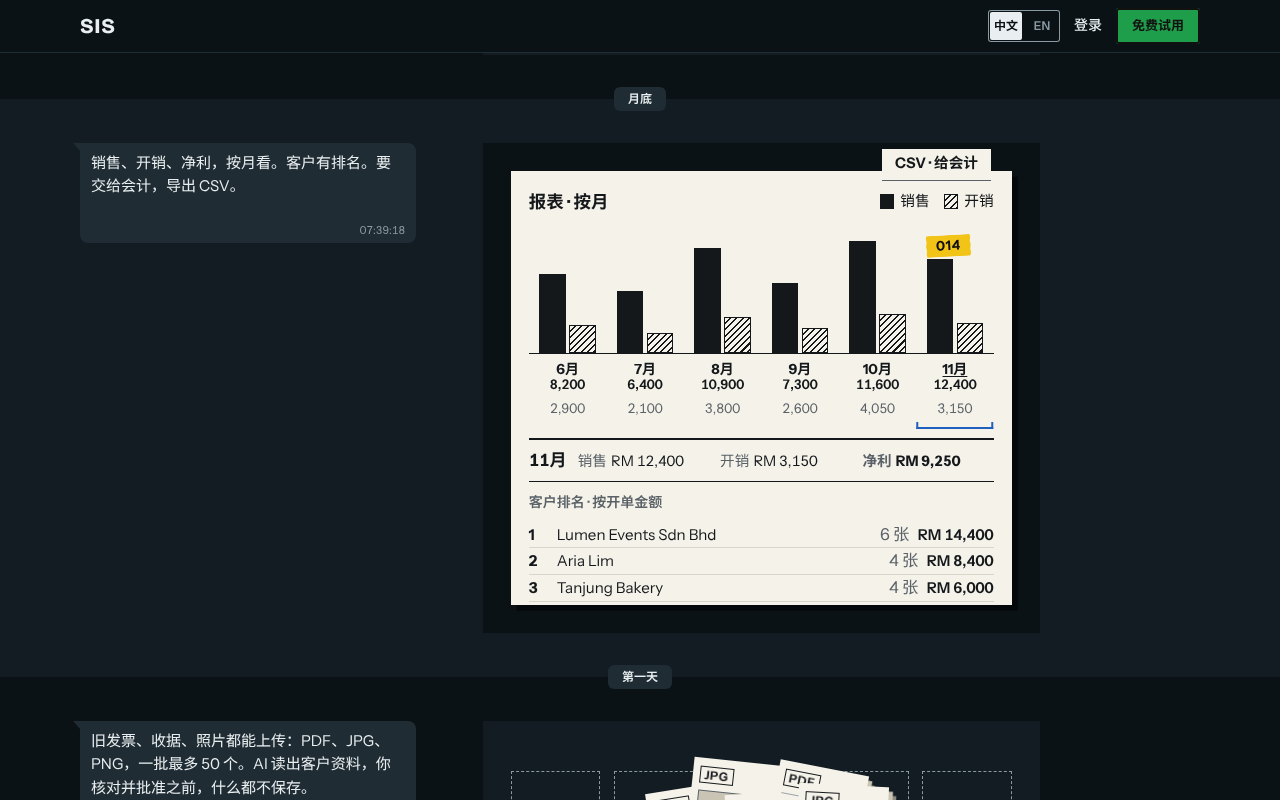 SIS
中文 EN 登录 免费试用
月底
销售、开销、净利，按月看。客户有排名。要
交给会计，导出 CSV。
07:39:18
CSV·给会计
报表·按月 销售 开销
014
6月 7月 8月 9月 10月 11月
8,200 6,400 10,900 7,300 11,600 12,400
2,900 2,100 3,800 2,600 4,050 3,150
11月 销售 RM 12,400 开销 RM 3,150 净利 RM 9,250
客户排名·按开单金额
1 Lumen Events Sdn Bhd 6 张 RM 14,400
2 Aria Lim 4 张 RM 8,400
3 Tanjung Bakery 4 张 RM 6,000
第一天
旧发票、收据、照片都能上传：PDF、JPG、
PNG，一批最多 50 个。AI 读出客户资料，你
核对并批准之前，什么都不保存。
JPG PDF
JPG